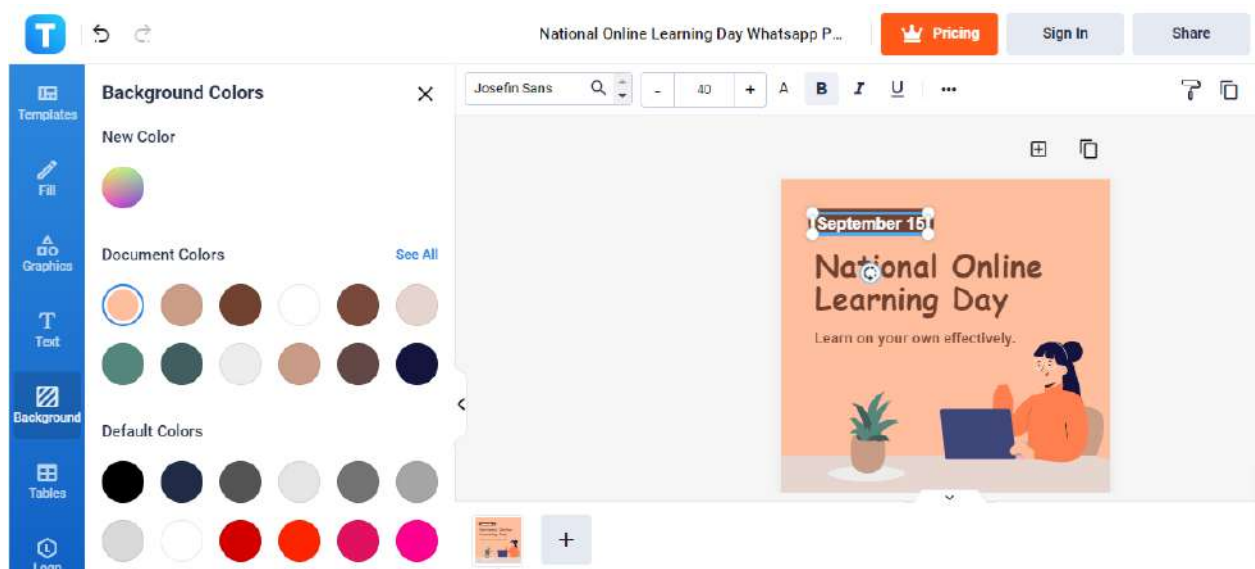 T
National Online Learning Day Whatsapp P...
Pricing
Sign In
Share
Templates
Fill
Graphics
Text
Background
Tables
Logo
Background Colors
New Color
Document Colors
See All
Default Colors
Josefin Sans
- 40 + A B I U •••
September 15
National Online
Learning Day
Learn on your own effectively.
+